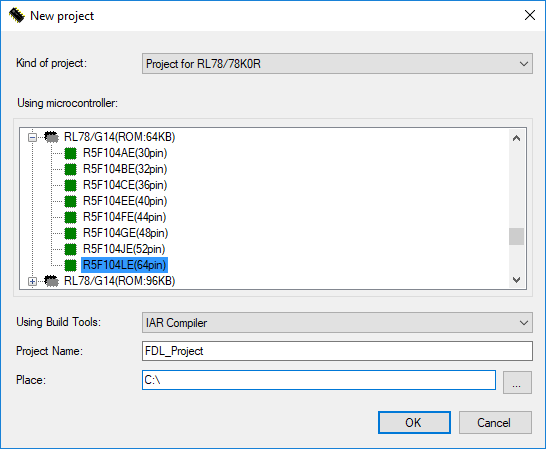 New project
Kind of project: Project for RL78/78K0R
Using microcontroller:
RL78/G14(ROM:64KB)
R5F104AE(30pin)
R5F104BE(32pin)
R5F104CE(36pin)
R5F104EE(40pin)
R5F104FE(44pin)
R5F104GE(48pin)
R5F104JE(52pin)
R5F104LE(64pin)
RL78/G14(ROM:96KB)
Using Build Tools: IAR Compiler
Project Name: FDL_Project
Place: C:\ ...
OK Cancel